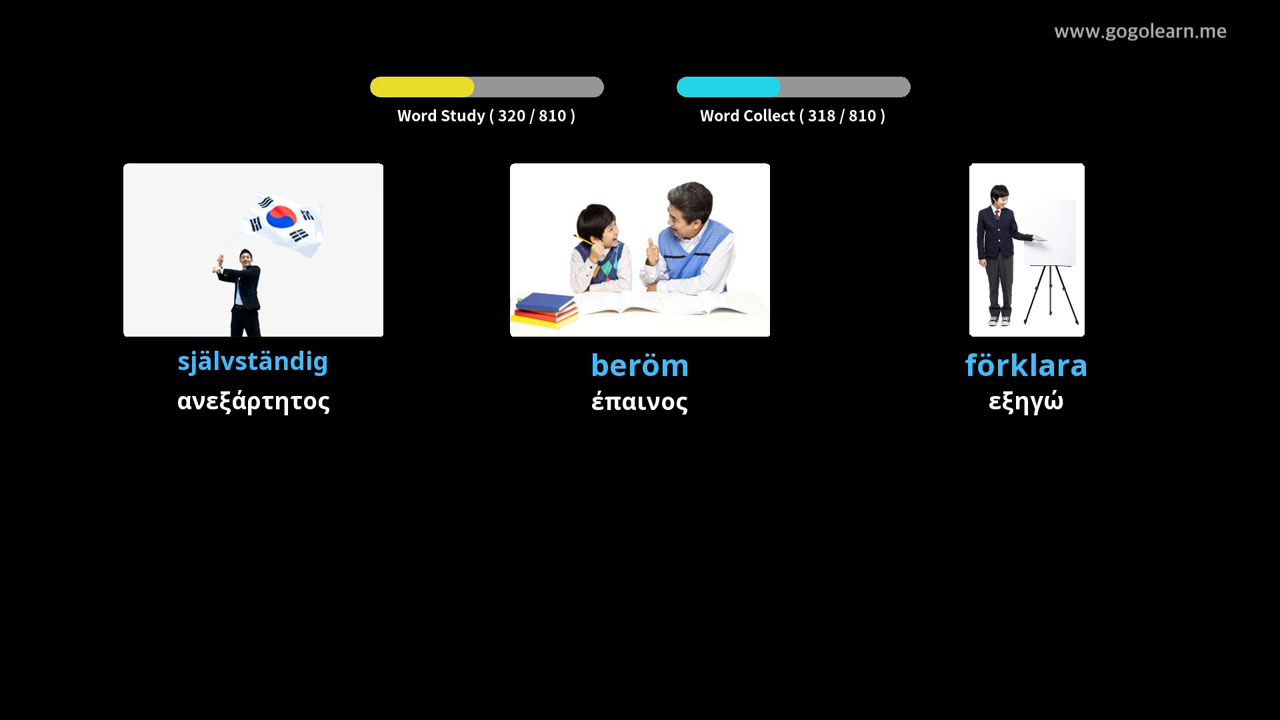 www.gogolearn.me
Word Study ( 320 / 810 )
Word Collect ( 318 / 810 )
självständig
ανεξάρτητος
beröm
έπαινος
förklara
εξηγώ